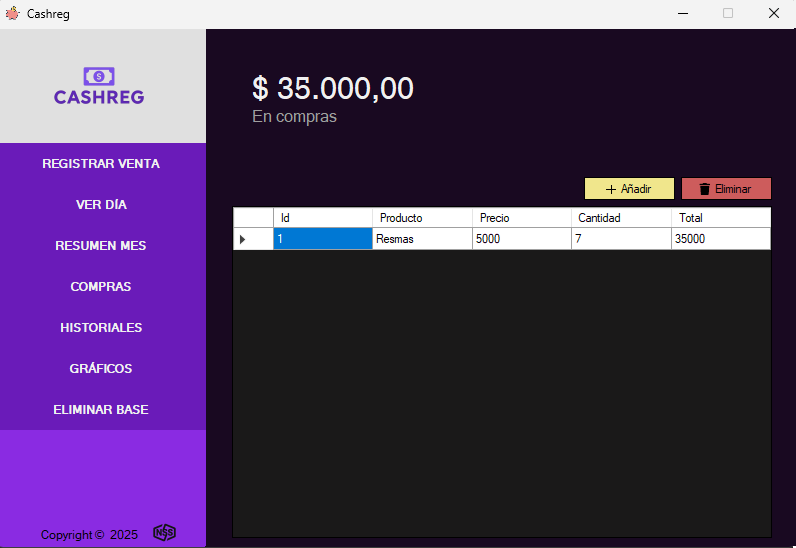 Cashreg
$
CASHREG
REGISTRAR VENTA
VER DÍA
RESUMEN MES
COMPRAS
HISTORIALES
GRÁFICOS
ELIMINAR BASE
Copyright © 2025 NSS
$ 35.000,00
En compras
Añadir Eliminar
Id Producto Precio Cantidad Total
1 Resmas 5000 7 35000